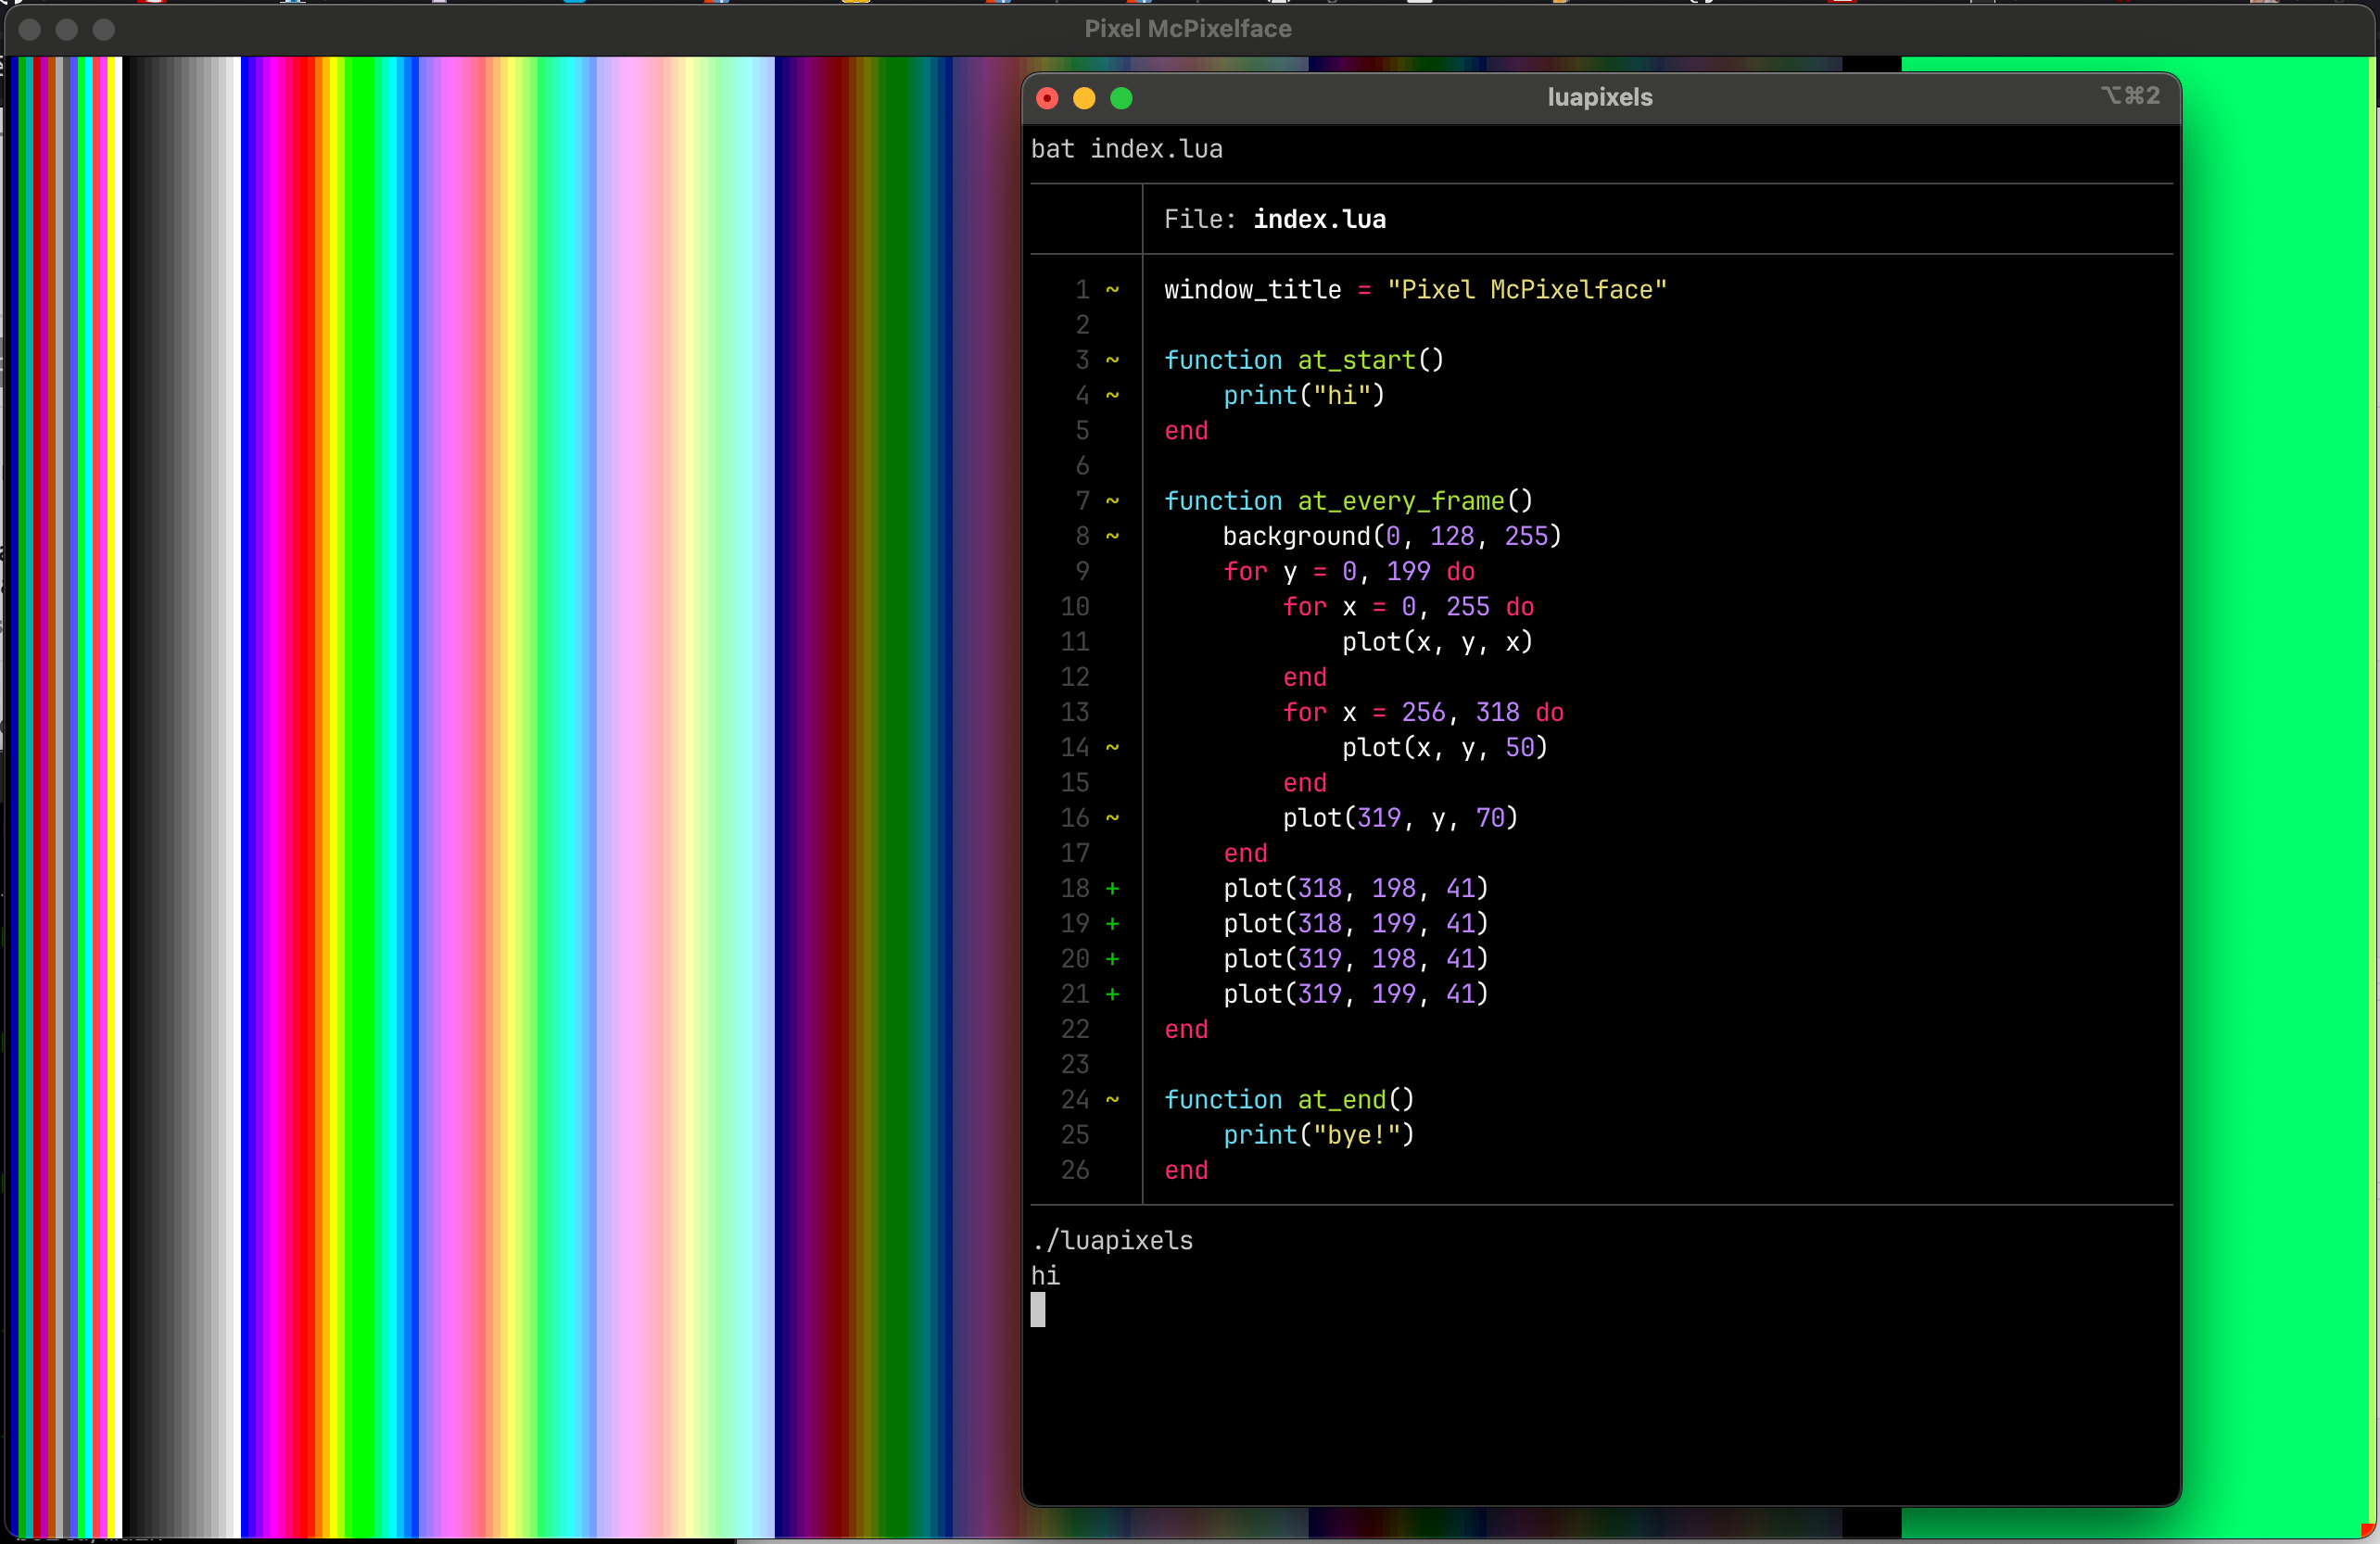 Pixel McPixelface
luapixels
⌥⌘2
bat index.lua
File: index.lua
1 ~ window_title = "Pixel McPixelface"
2
3 ~ function at_start()
4 ~     print("hi")
5   end
6
7 ~ function at_every_frame()
8 ~     background(0, 128, 255)
9       for y = 0, 199 do
10          for x = 0, 255 do
11              plot(x, y, x)
12          end
13          for x = 256, 318 do
14 ~            plot(x, y, 50)
15          end
16 ~        plot(319, y, 70)
17      end
18 +    plot(318, 198, 41)
19 +    plot(318, 199, 41)
20 +    plot(319, 198, 41)
21 +    plot(319, 199, 41)
22  end
23
24 ~ function at_end()
25      print("bye!")
26  end
./luapixels
hi